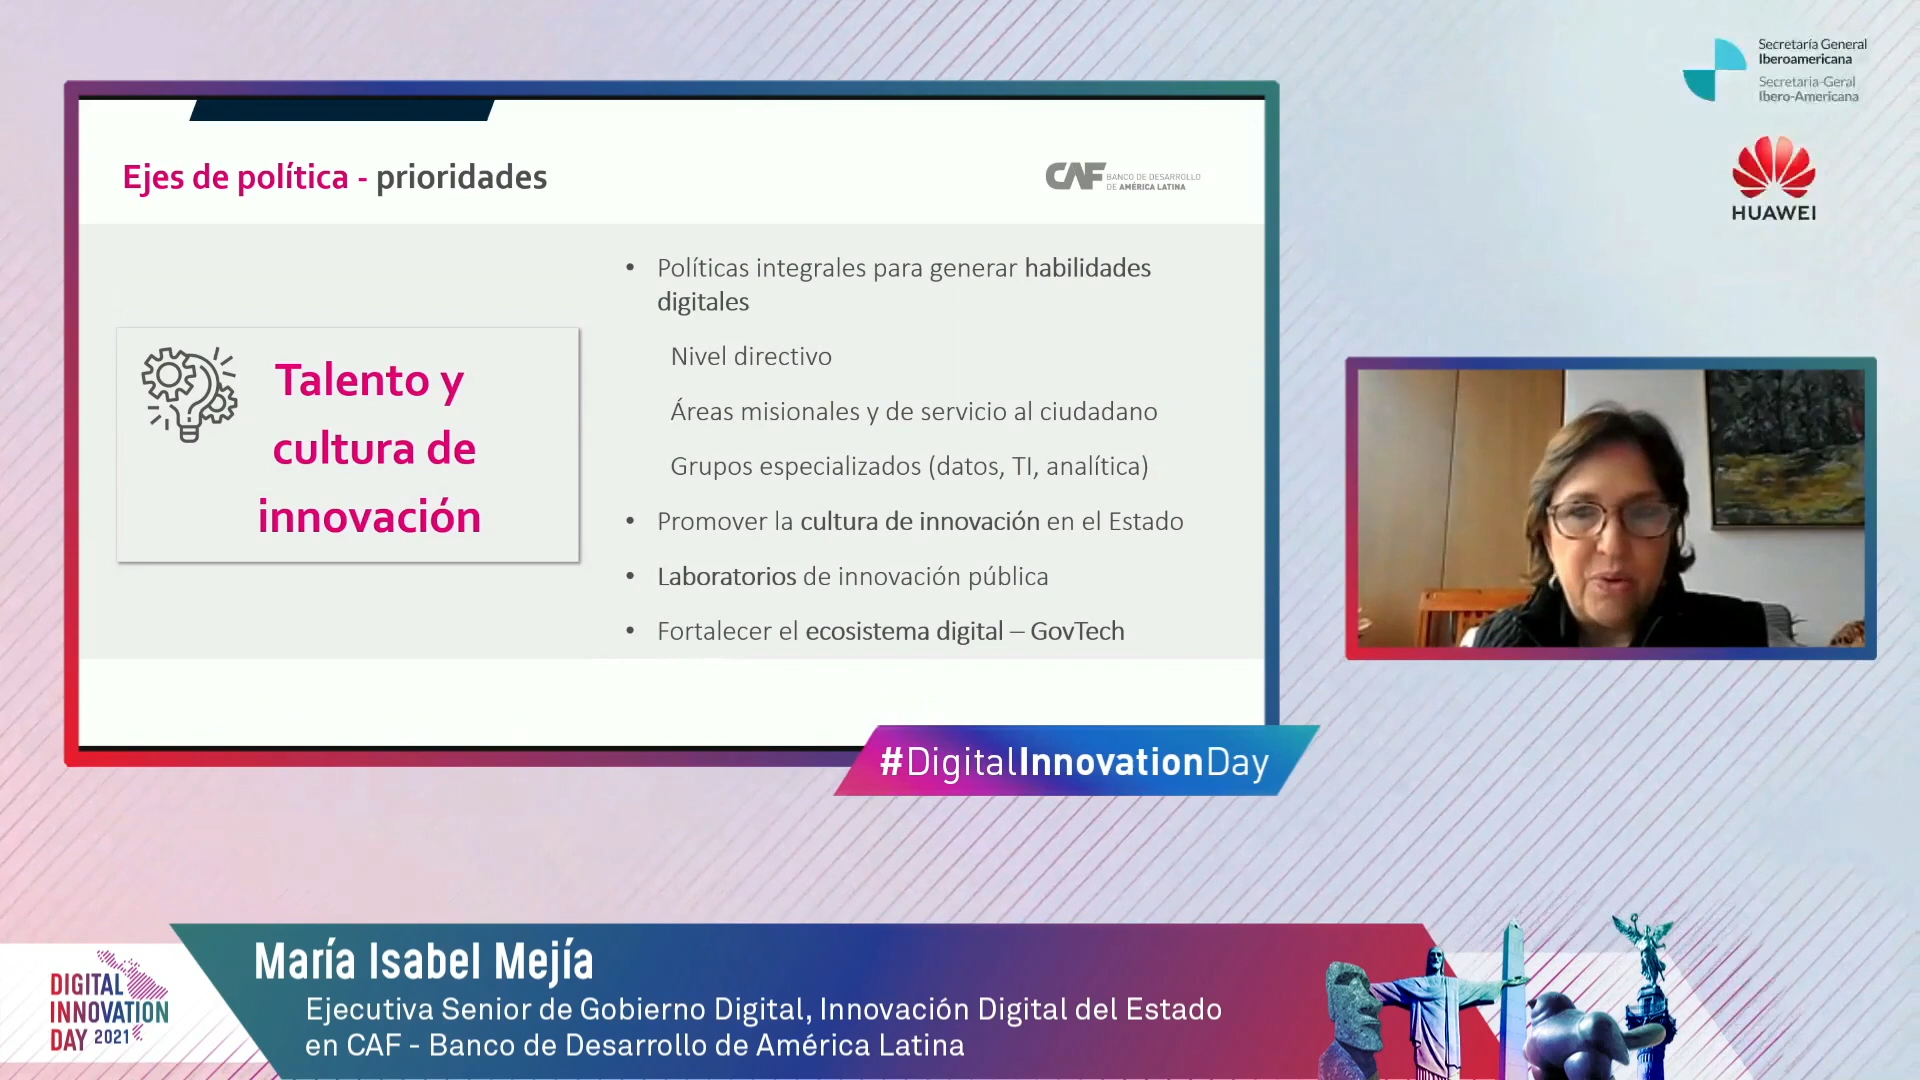 Secretaría General
Iberoamericana
Secretaria-Geral
Ibero-Americana
HUAWEI
Ejes de política - prioridades
CAF BANCO DE DESARROLLO
DE AMÉRICA LATINA
Talento y
cultura de
innovación
• Políticas integrales para generar habilidades
digitales
Nivel directivo
Áreas misionales y de servicio al ciudadano
Grupos especializados (datos, TI, analítica)
• Promover la cultura de innovación en el Estado
• Laboratorios de innovación pública
• Fortalecer el ecosistema digital – GovTech
#DigitalInnovationDay
DIGITAL
INNOVATION
DAY 2021
María Isabel Mejía
Ejecutiva Senior de Gobierno Digital, Innovación Digital del Estado
en CAF - Banco de Desarrollo de América Latina